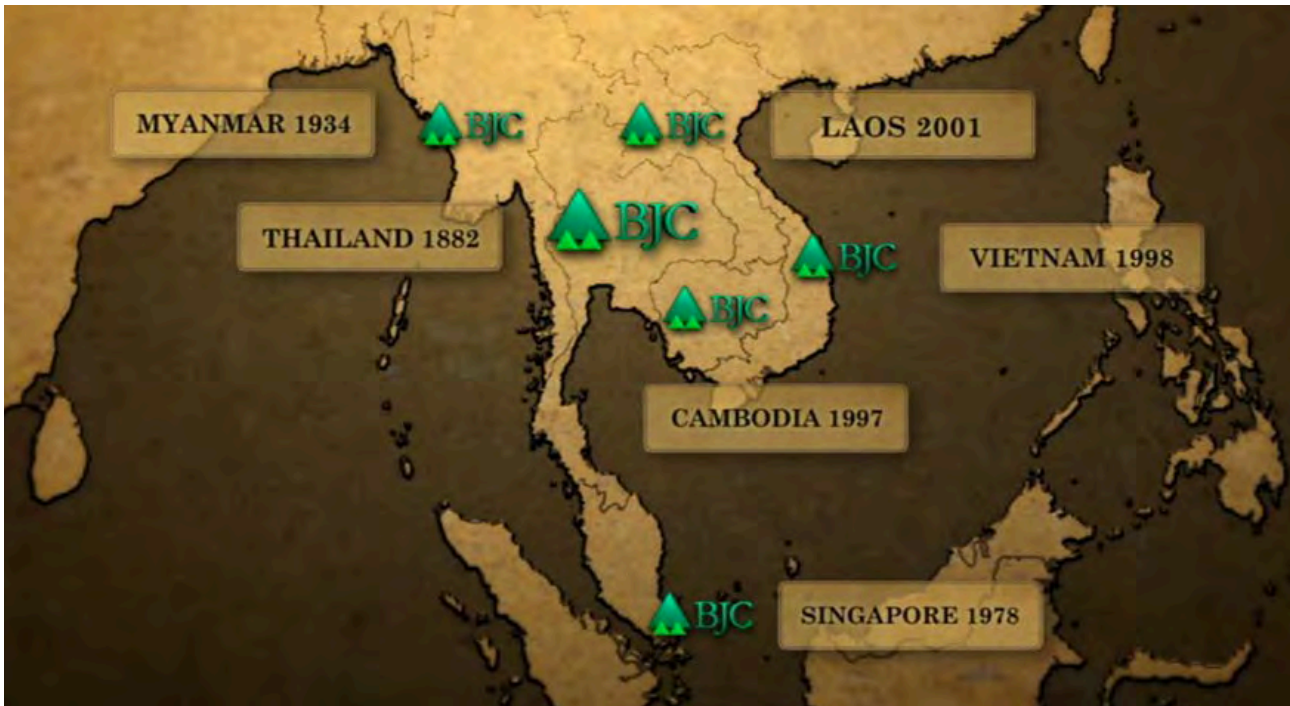 MYANMAR 1934
BJC
BJC
LAOS 2001
THAILAND 1882
BJC
BJC
VIETNAM 1998
BJC
CAMBODIA 1997
BJC
SINGAPORE 1978